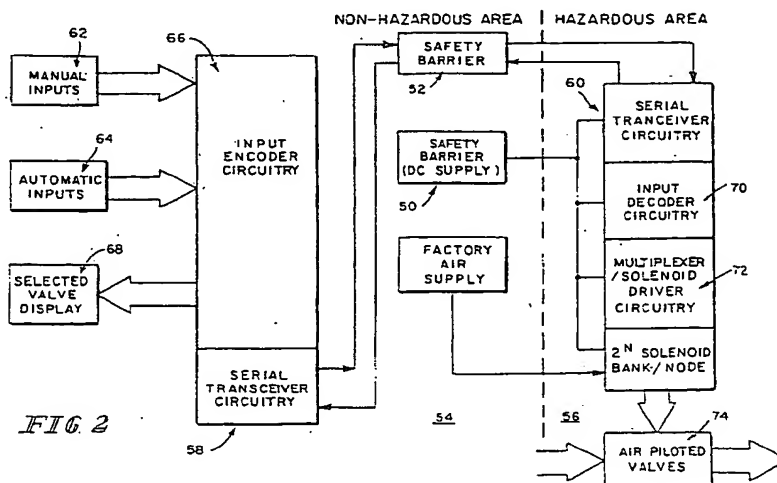 NON-HAZARDOUS AREA
HAZARDOUS AREA
62
MANUAL
INPUTS
66
INPUT
ENCODER
CIRCUITRY
64
AUTOMATIC
INPUTS
68
SELECTED
VALVE
DISPLAY
SERIAL
TRANSCEIVER
CIRCUITRY
58
SAFETY
BARRIER
52
SAFETY
BARRIER
(DC SUPPLY)
50
FACTORY
AIR
SUPPLY
60
SERIAL
TRANCEIVER
CIRCUITRY
INPUT
DECODER
CIRCUITRY
70
MULTIPLEXER
/SOLENOID
DRIVER
CIRCUITRY
72
2N SOLENOID
BANK/NODE
54
56
74
AIR PILOTED
VALVES
FIG. 2